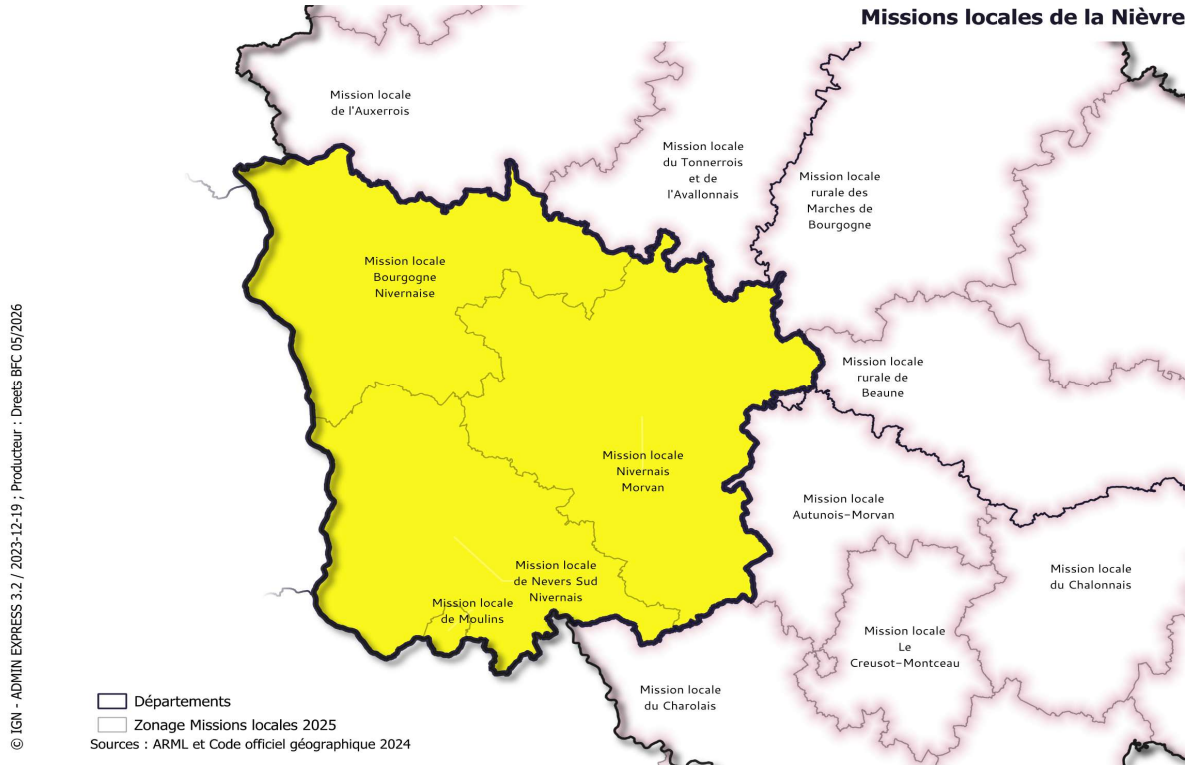 Missions locales de la Nièvre
Mission locale
de l'Auxerrois
Mission locale
du Tonnerrois
et de
l'Avallonnais
Mission locale
rurale des
Marches de
Bourgogne
Mission locale
Bourgogne
Nivernaise
Mission locale
rurale de
Beaune
Mission locale
Nivernais
Morvan
Mission locale
Autunois-Morvan
Mission locale
de Nevers Sud
Nivernais
Mission locale
de Moulins
Mission locale
du Chalonnais
Mission locale
Le
Creusot-Montceau
Mission locale
du Charolais
Départements
Zonage Missions locales 2025
Sources : ARML et Code officiel géographique 2024
© IGN - ADMIN EXPRESS 3.2 / 2023-12-19 ; Producteur : Dreets BFC 05/2026